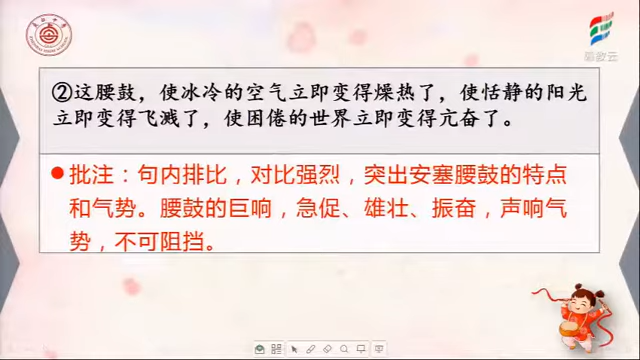 ②这腰鼓，使冰冷的空气立即变得燥热了，使恬静的阳光
立即变得飞溅了，使困倦的世界立即变得亢奋了。
批注：句内排比，对比强烈，突出安塞腰鼓的特点
和气势。腰鼓的巨响，急促、雄壮、振奋，声响气
势，不可阻挡。